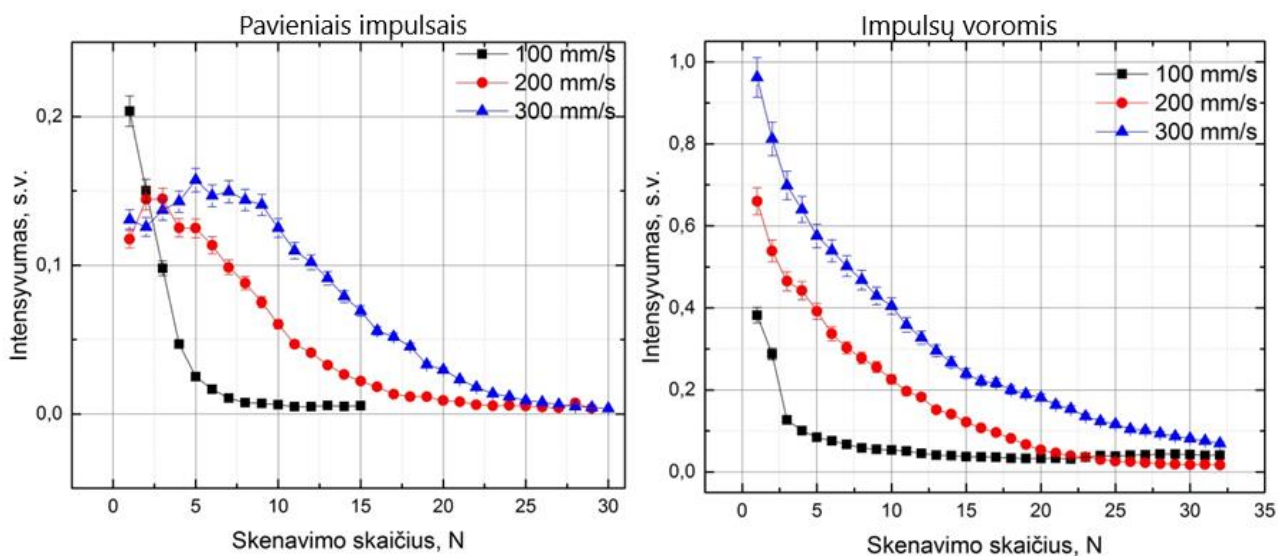 Pavieniais impulsais
100 mm/s
200 mm/s
300 mm/s
0,2
0,1
0,0
Intensyvumas, s.v.
0 5 10 15 20 25 30
Skenavimo skaičius, N
Impulsų voromis
100 mm/s
200 mm/s
300 mm/s
1,0
0,8
0,6
0,4
0,2
0,0
Intensyvumas, s.v.
0 5 10 15 20 25 30 35
Skenavimo skaičius, N